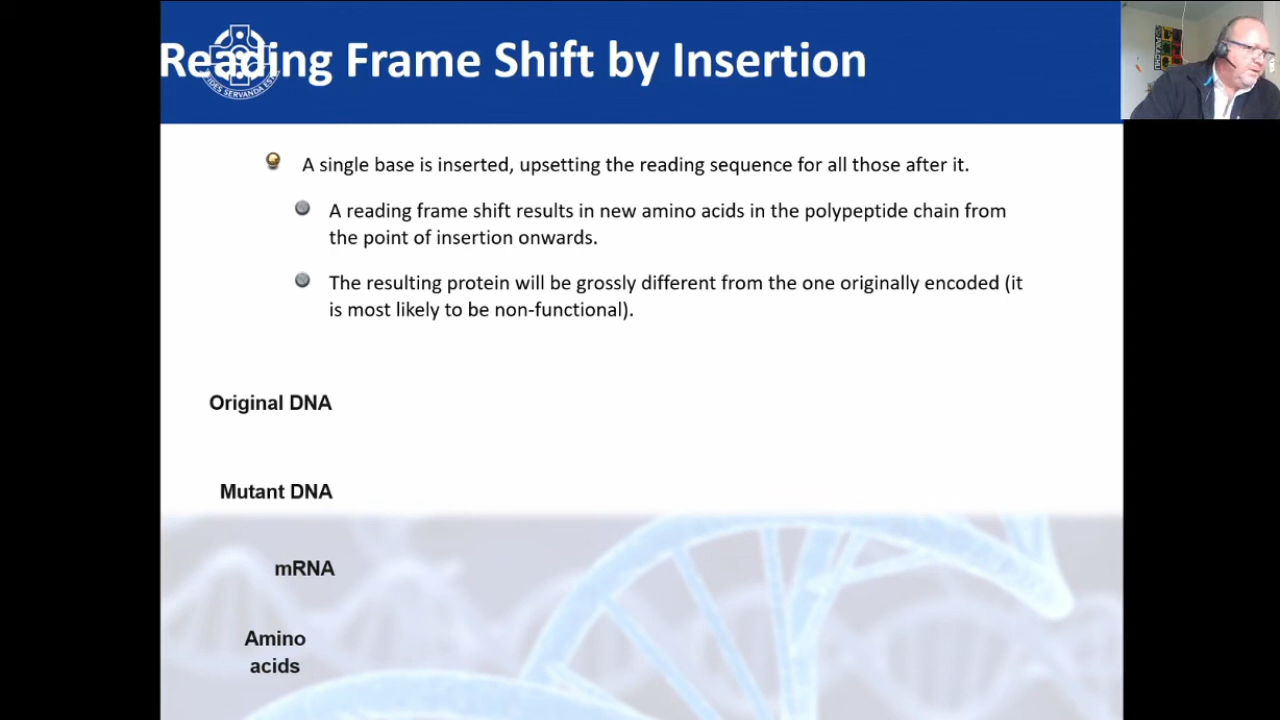 Reading Frame Shift by Insertion
FIDES SERVANDA EST
A single base is inserted, upsetting the reading sequence for all those after it.
A reading frame shift results in new amino acids in the polypeptide chain from
the point of insertion onwards.
The resulting protein will be grossly different from the one originally encoded (it
is most likely to be non-functional).
Original DNA
Mutant DNA
mRNA
Amino
acids